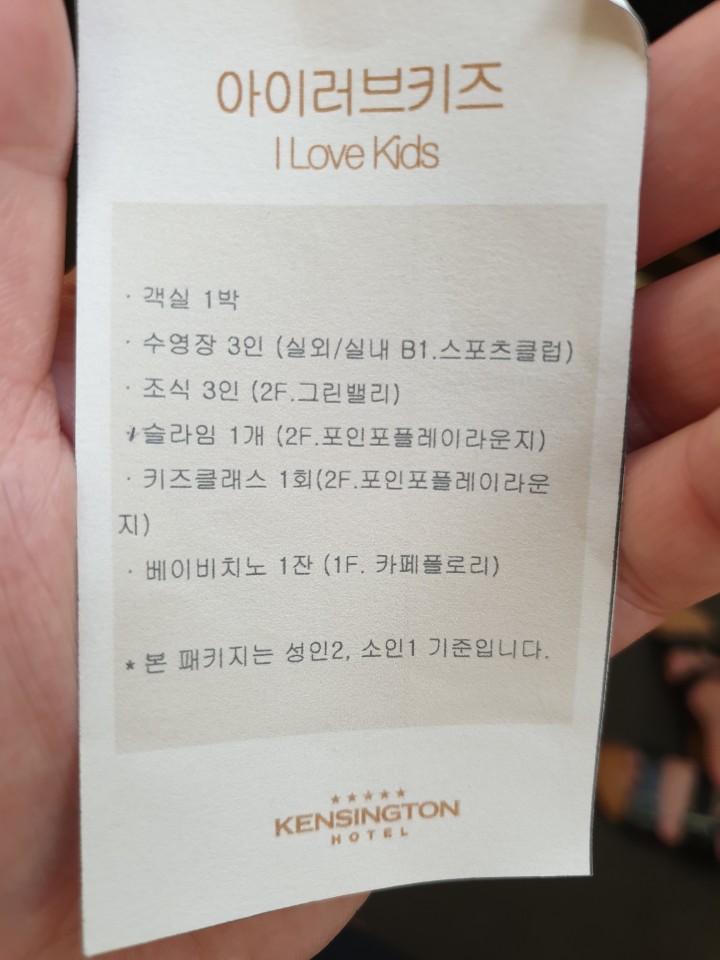 아이러브키즈
I Love Kids
· 객실 1박
· 수영장 3인 (실외/실내 B1.스포츠클럽)
· 조식 3인 (2F.그린밸리)
· 슬라임 1개 (2F.포인포플레이라운지)
· 키즈클래스 1회(2F.포인포플레이라운
지)
· 베이비치노 1잔 (1F. 카페플로리)
* 본 패키지는 성인2, 소인1 기준입니다.
★★★★★
KENSINGTON
HOTEL